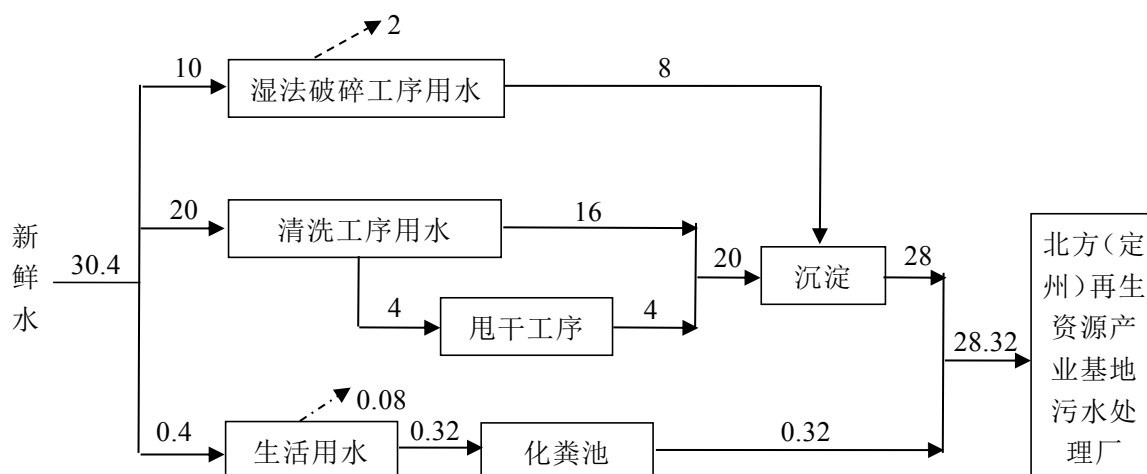 2
10
湿法破碎工序用水
8
新
鲜
水
30.4
20
清洗工序用水
16
4
甩干工序
4
20
沉淀
28
0.4
生活用水
0.08
0.32
化粪池
0.32
28.32
北方（定
州）再生
资源产
业基地
污水处
理厂